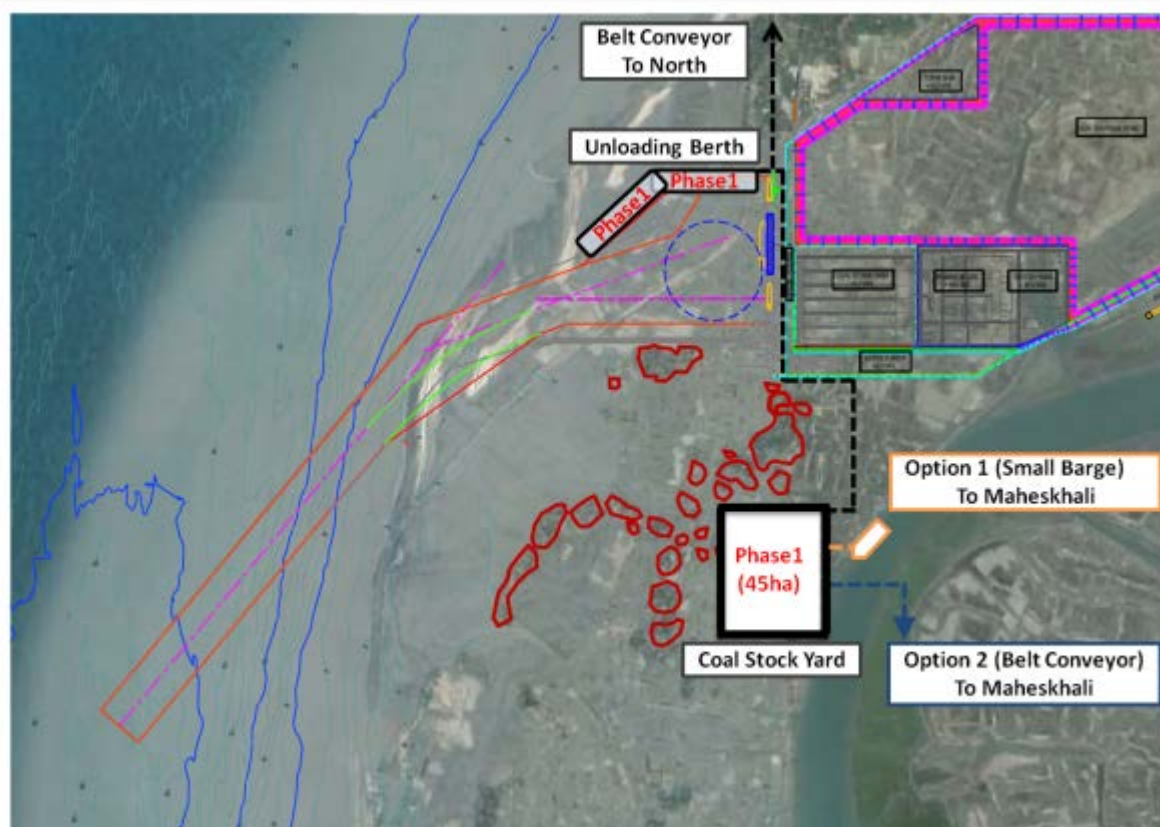 Belt Conveyor
To North
Unloading Berth
Phase1
Phase1
Option 1 (Small Barge)
To Maheskhali
Phase1
(45ha)
Coal Stock Yard
Option 2 (Belt Conveyor)
To Maheskhali